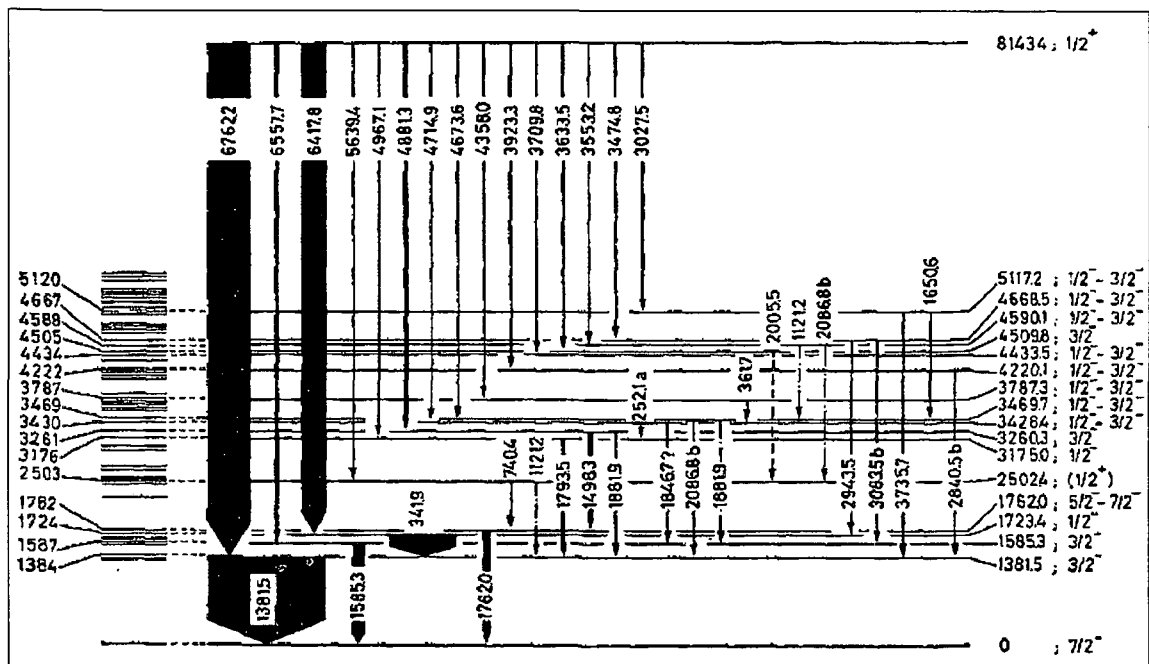 8143.4 ; 1/2+
6762.2
6557.7
6417.8
5639.4
4967.1
4881.3
4714.9
4673.6
4358.0
3923.3
3709.8
3633.5
3553.2
3474.8
3027.5
5120
4667
4588
4505
4434
4222
3787
3469
3430
3261
3176
2503
1762
1724
1587
1384
5117.2 ; 1/2- - 3/2-
4668.5 ; 1/2- - 3/2-
4590.1 ; 1/2- - 3/2-
4509.8 ; 3/2-
4433.5 ; 1/2- - 3/2-
4220.1 ; 1/2- - 3/2-
3787.3 ; 1/2- - 3/2-
3469.7 ; 1/2- - 3/2-
3428.4 ; 1/2- - 3/2-
3260.3 ; 3/2-
3175.0 ; 1/2-
2502.4 ; (1/2+)
1762.0 ; 5/2- - 7/2-
1723.4 ; 1/2-
1585.3 ; 3/2-
1381.5 ; 3/2-
0 ; 7/2-
1650.6
2005.5
1121.2
2086.8 b
361.7
252.1 a
740.4
1121.2
1793.5
1498.3
1881.9
1846.7 ?
2086.8 b
1881.9
2943.5
3083.5 b
3735.7
2840.5 b
341.9
1381.5
1585.3
1762.0